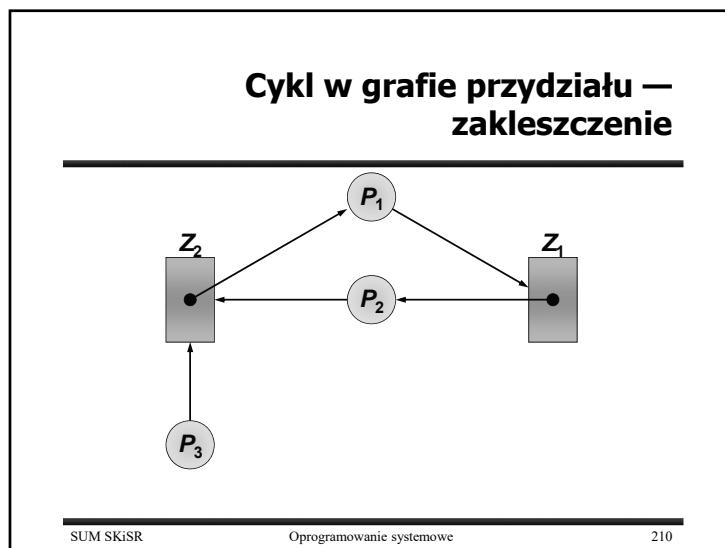 Cykl w grafie przydziału —
zakleszczenie
P1
Z2
Z1
P2
P3
SUM SKiSR
Oprogramowanie systemowe
210